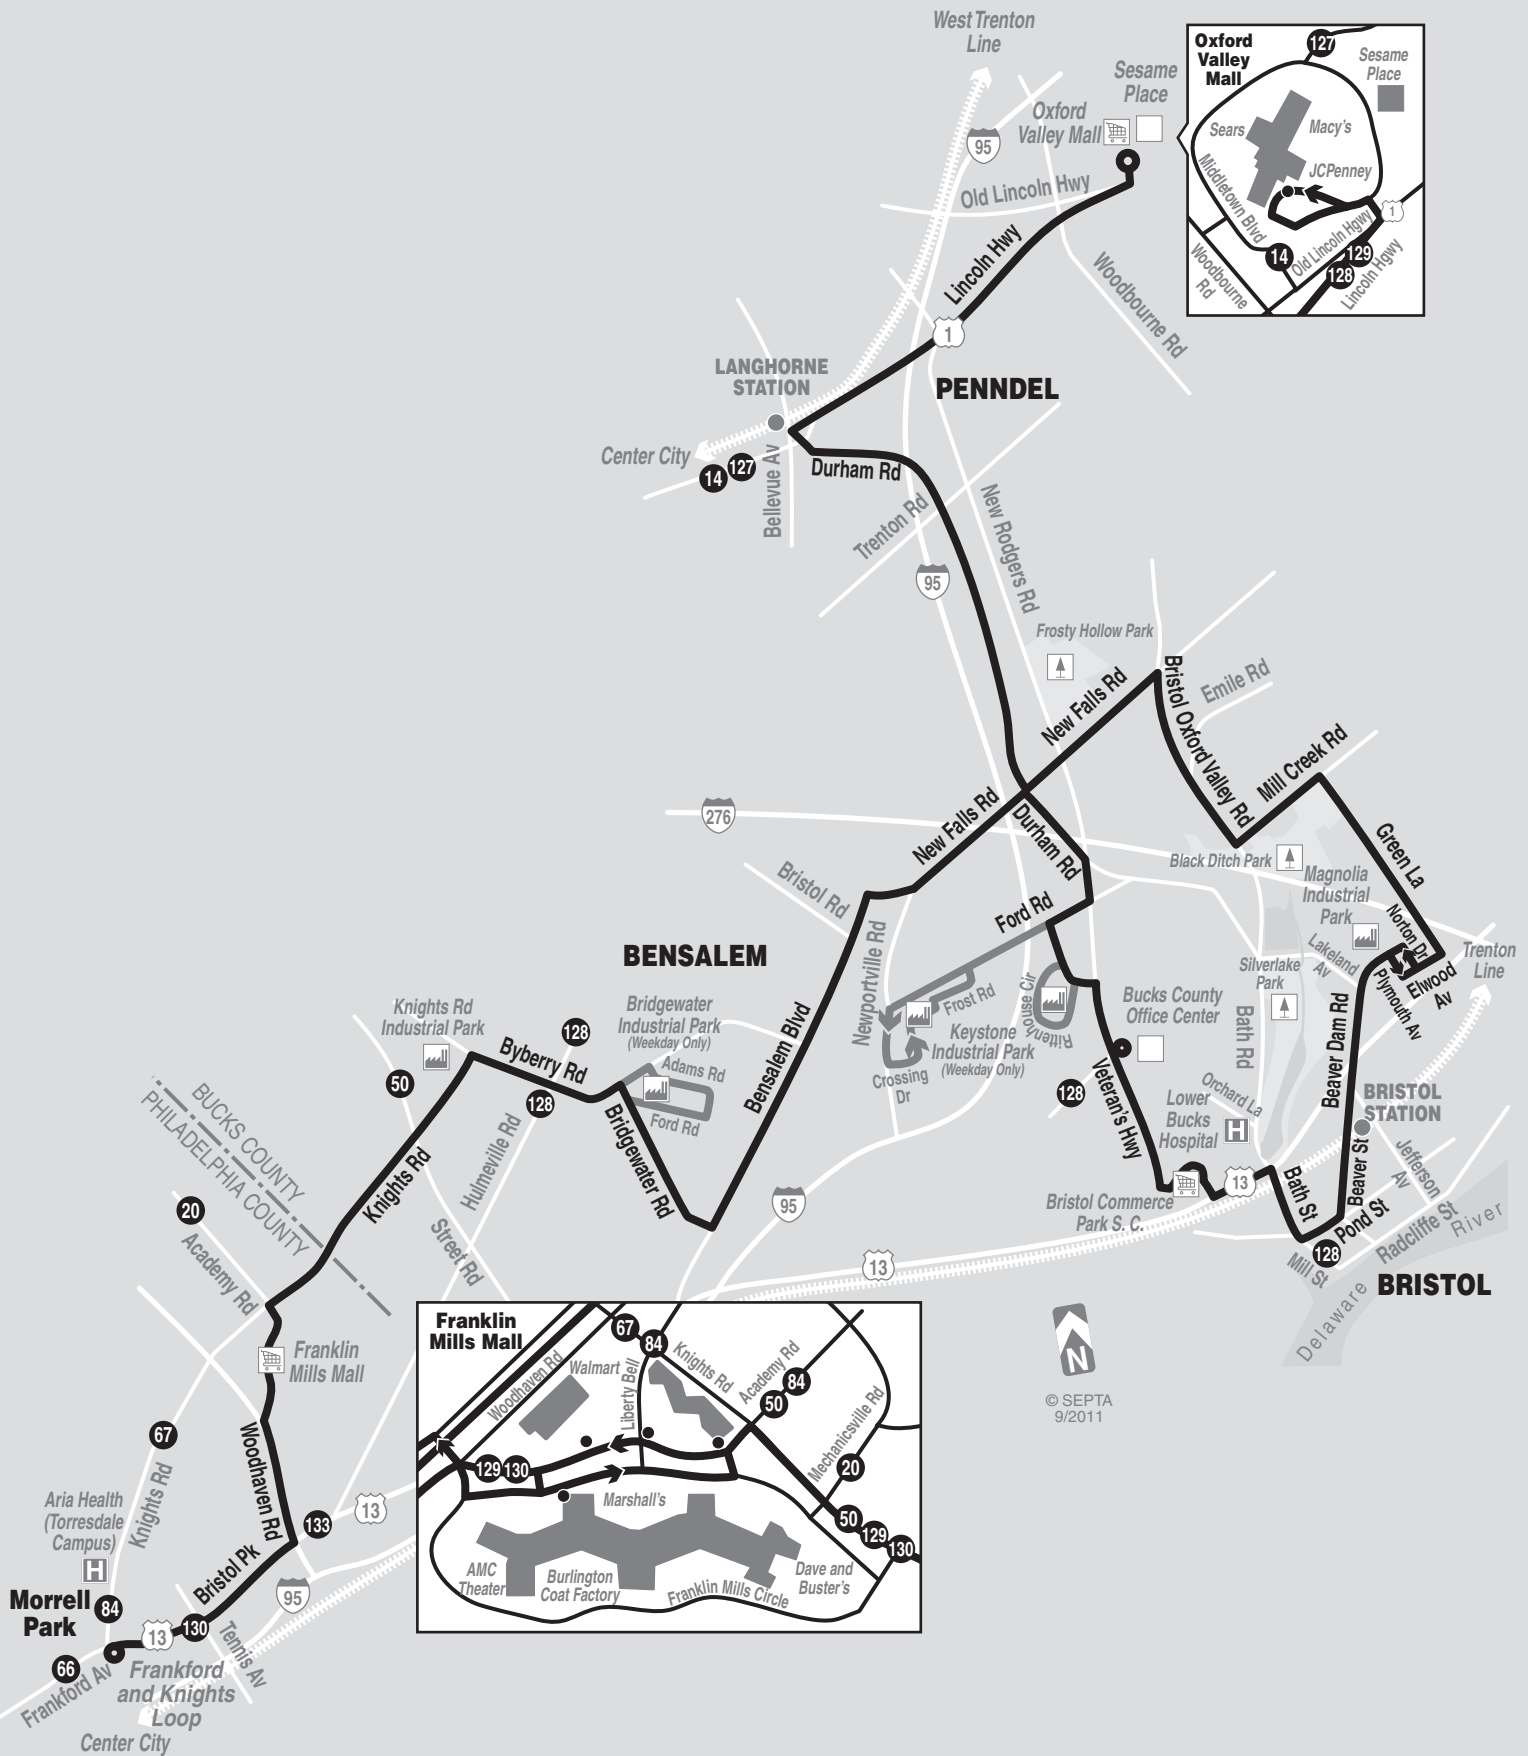 West Trenton
Line
Sesame
Place
Oxford
Valley Mall
95
Old Lincoln Hwy
Lincoln Hwy
Woodbourne Rd
1
Oxford
Valley
Mall
127
Sesame
Place
Sears
Macy's
JCPenney
Middletown Blvd
1
Old Lincoln Hgwy
14
129
128
Lincoln Hgwy
Woodbourne
Rd
LANGHORNE
STATION
PENNDEL
Center City
14
127
Bellevue Av
Durham Rd
Trenton Rd
New Rodgers Rd
95
Frosty Hollow Park
New Falls Rd
Bristol Oxford Valley Rd
Emile Rd
Mill Creek Rd
276
New Falls Rd
Durham Rd
Green La
Black Ditch Park
Magnolia
Industrial
Park
Bristol Rd
Ford Rd
Norton Dr
Lakeland
Av
Trenton
Line
BENSALEM
Newportville Rd
Silverlake
Park
Plymouth Av
Elwood
Av
Knights Rd
Industrial Park
Bridgewater
Industrial Park
(Weekday Only)
128
Byberry Rd
Adams Rd
Ford Rd
50
128
Bensalem Blvd
Frost Rd
Keystone
Industrial Park
(Weekday Only)
Crossing
Dr
Rittenhouse Cir
Bucks County
Office Center
Bath Rd
Beaver Dam Rd
128
Veteran's Hwy
Orchard La
Lower
Bucks
Hospital
H
BRISTOL
STATION
BUCKS COUNTY
PHILADELPHIA COUNTY
Hulmeville Rd
Bridgewater Rd
Knights Rd
20
Academy Rd
Street Rd
95
Bristol Commerce
Park S. C.
13
Bath St
Beaver St
Jefferson
Av
Pond St
Radcliffe St
River
128
Mill St
13
BRISTOL
Delaware
N
© SEPTA
9/2011
Franklin
Mills Mall
Franklin
Mills Mall
67
84
Woodhaven Rd
Walmart
Liberty Bell
Knights Rd
Academy Rd
84
50
Mechanicsville Rd
129
130
20
Marshall's
50
129
130
AMC
Theater
Burlington
Coat Factory
Franklin Mills Circle
Dave and
Buster's
67
Knights Rd
Woodhaven Rd
Aria Health
(Torresdale
Campus)
H
133
13
Bristol Pk
95
Morrell
Park
84
13
130
Tennis Av
66
Frankford Av
Frankford
and Knights
Loop
Center City